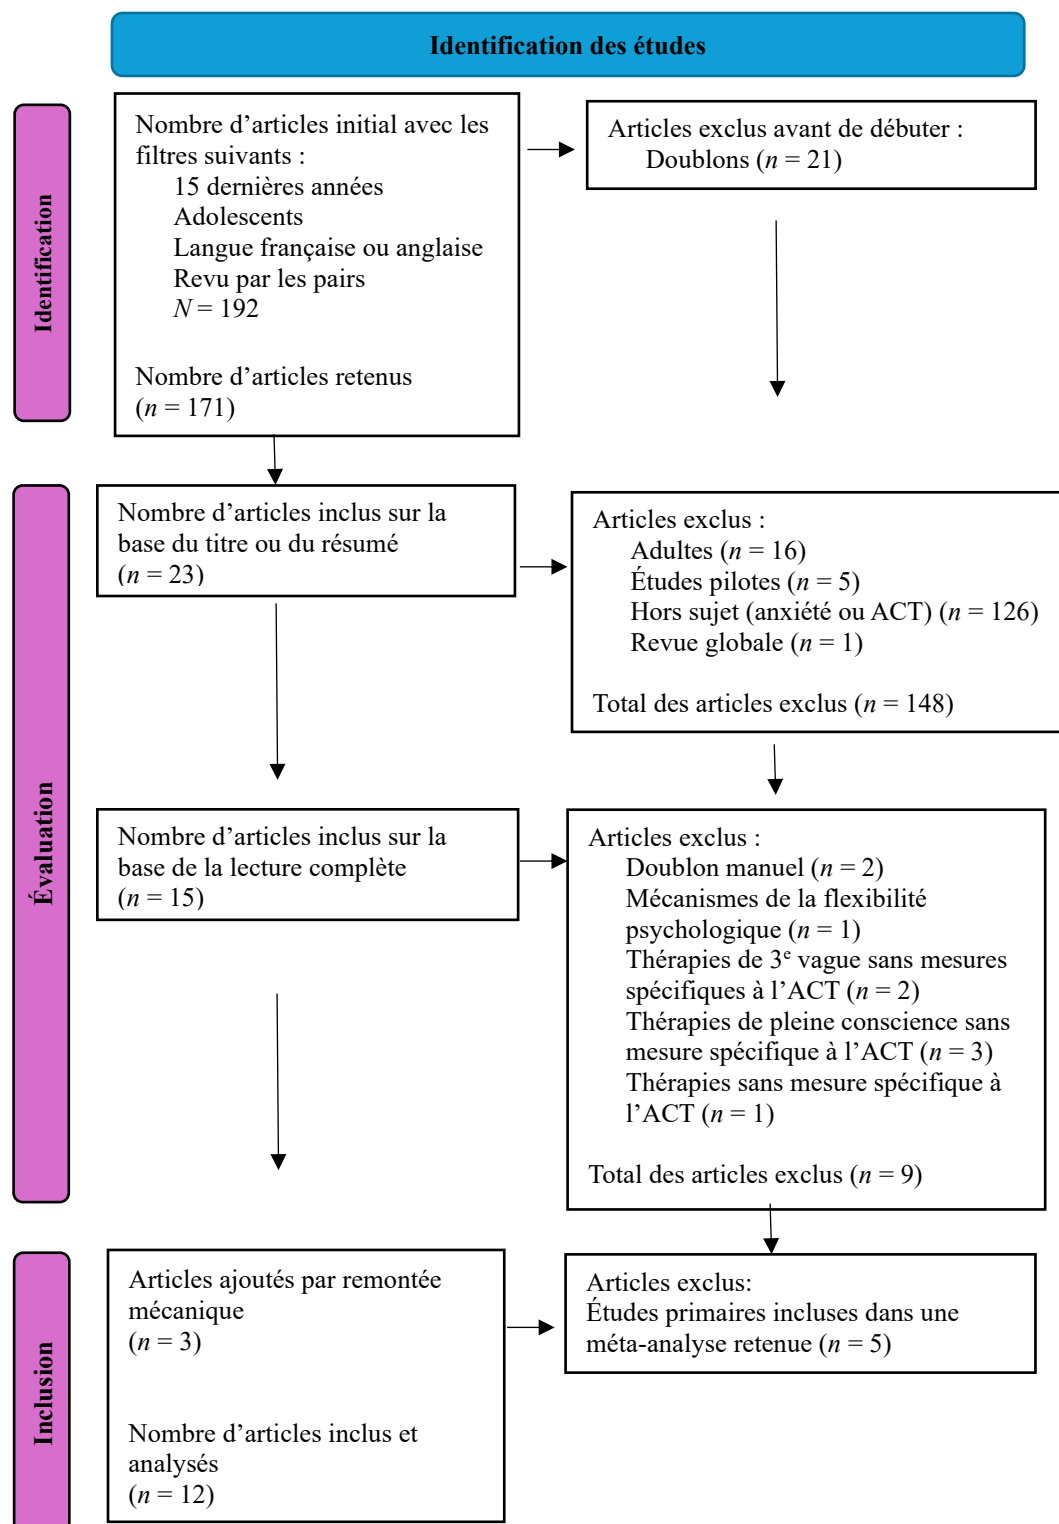 Identification des études
Identification
Nombre d’articles initial avec les
filtres suivants :
15 dernières années
Adolescents
Langue française ou anglaise
Revu par les pairs
N = 192
Nombre d’articles retenus
(n = 171)
Articles exclus avant de débuter :
Doublons (n = 21)
Évaluation
Nombre d’articles inclus sur la
base du titre ou du résumé
(n = 23)
Articles exclus :
Adultes (n = 16)
Études pilotes (n = 5)
Hors sujet (anxiété ou ACT) (n = 126)
Revue globale (n = 1)
Total des articles exclus (n = 148)
Nombre d’articles inclus sur la
base de la lecture complète
(n = 15)
Articles exclus :
Doublon manuel (n = 2)
Mécanismes de la flexibilité
psychologique (n = 1)
Thérapies de 3e vague sans mesures
spécifiques à l’ACT (n = 2)
Thérapies de pleine conscience sans
mesure spécifique à l’ACT (n = 3)
Thérapies sans mesure spécifique à
l’ACT (n = 1)
Total des articles exclus (n = 9)
Inclusion
Articles ajoutés par remontée
mécanique
(n = 3)
Nombre d’articles inclus et
analysés
(n = 12)
Articles exclus:
Études primaires incluses dans une
méta-analyse retenue (n = 5)